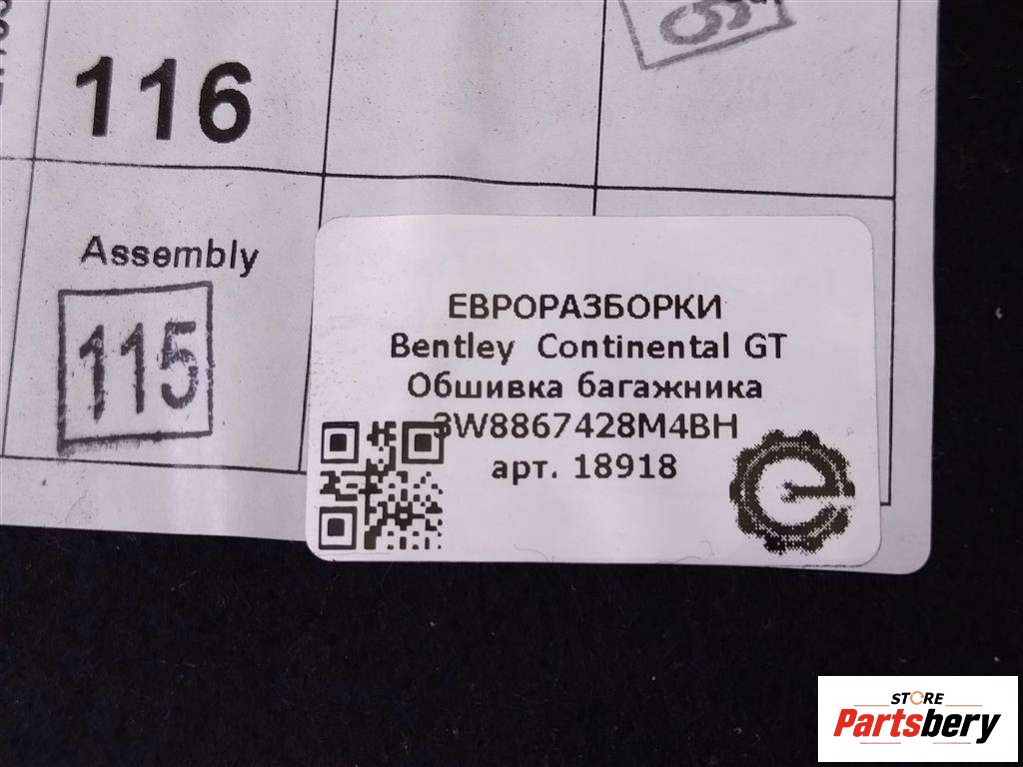 116
Assembly
115
ЕВРОРАЗБОРКИ
Bentley Continental GT
Обшивка багажника
3W8867428M4BH
арт. 18918
STORE
Partsbery